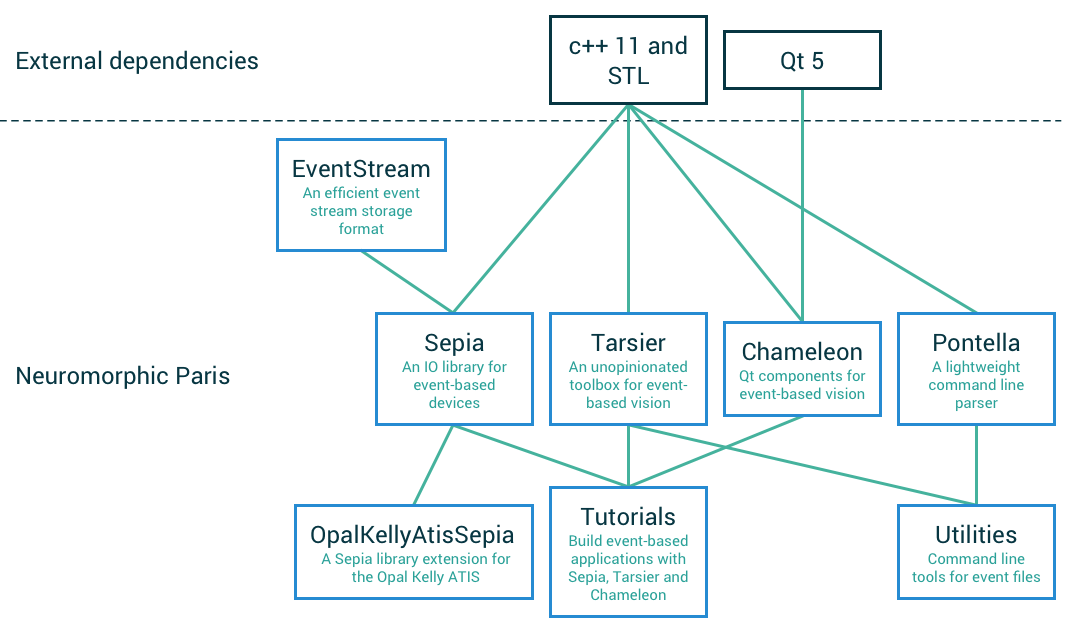 External dependencies
c++ 11 and
STL
Qt 5
EventStream
An efficient event
stream storage
format
Neuromorphic Paris
Sepia
An IO library for
event-based
devices
Tarsier
An unopinionated
toolbox for event-
based vision
Chameleon
Qt components for
event-based vision
Pontella
A lightweight
command line
parser
OpalKellyAtisSepia
A Sepia library extension for
the Opal Kelly ATIS
Tutorials
Build event-based
applications with
Sepia, Tarsier and
Chameleon
Utilities
Command line
tools for event files